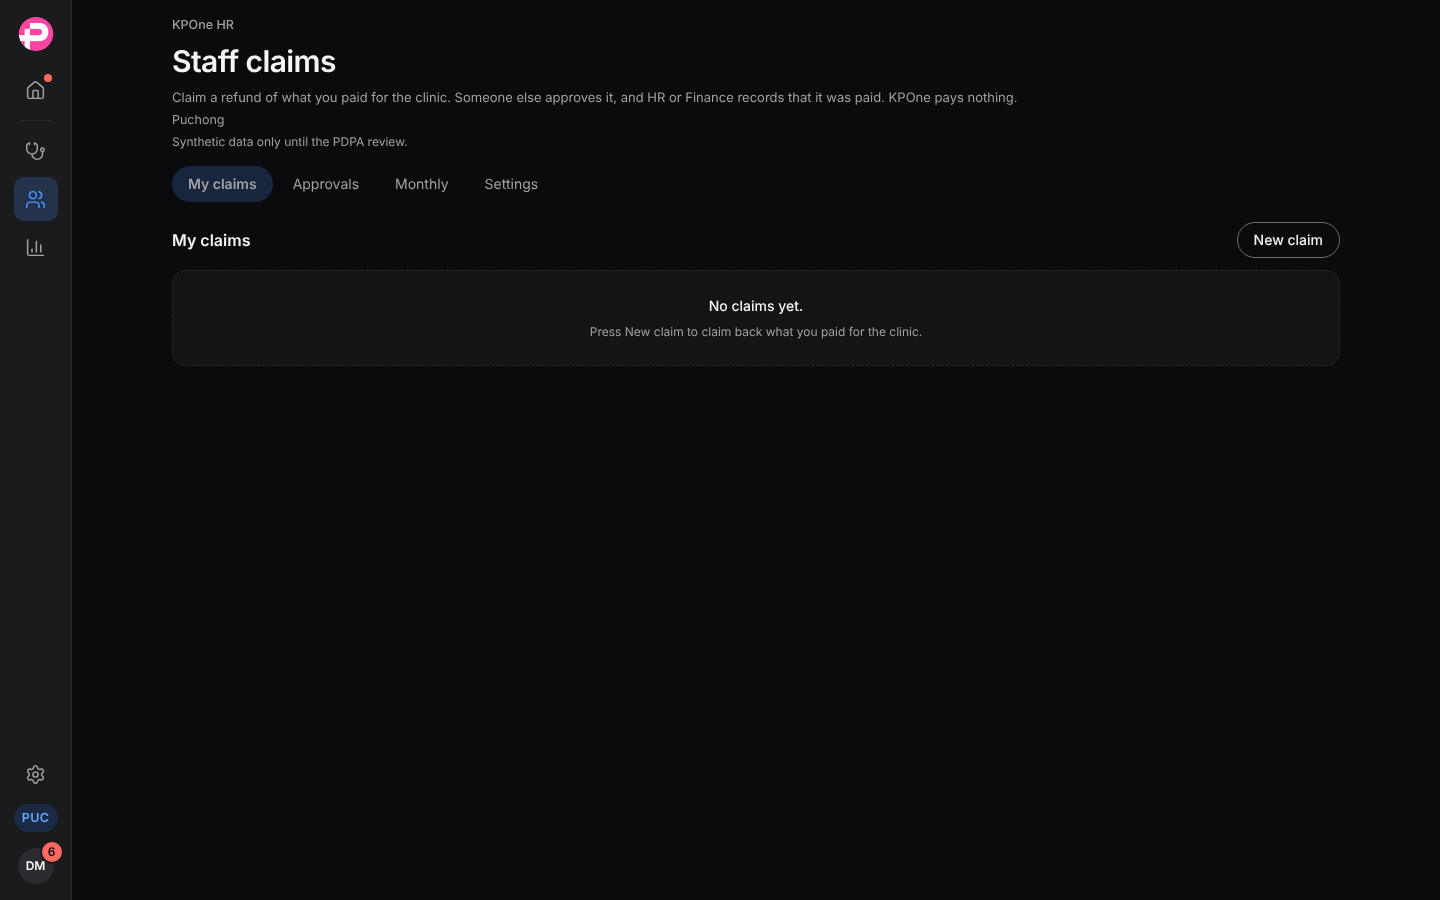 KPOne HR
Staff claims
Claim a refund of what you paid for the clinic. Someone else approves it, and HR or Finance records that it was paid. KPOne pays nothing.
Puchong
Synthetic data only until the PDPA review.
My claims
Approvals
Monthly
Settings
My claims
New claim
No claims yet.
Press New claim to claim back what you paid for the clinic.
PUC
6
DM